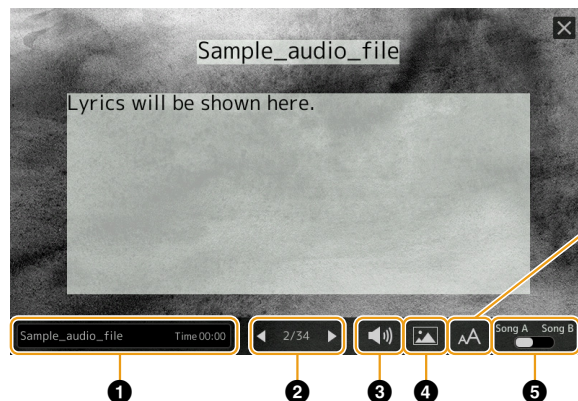 Sample_audio_file
Lyrics will be shown here.
Sample_audio_file Time 00:00
2/34
AA
Song A Song B
1 2 3 4 5